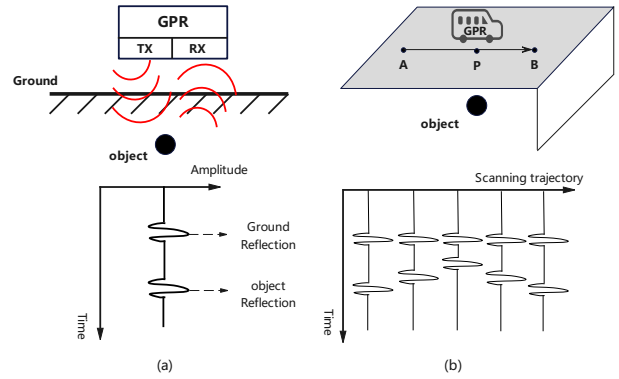 GPR
TX RX
Ground
object
Amplitude
Ground
Reflection
object
Reflection
Time
(a)
GPR
A P B
object
Scanning trajectory
Time
(b)